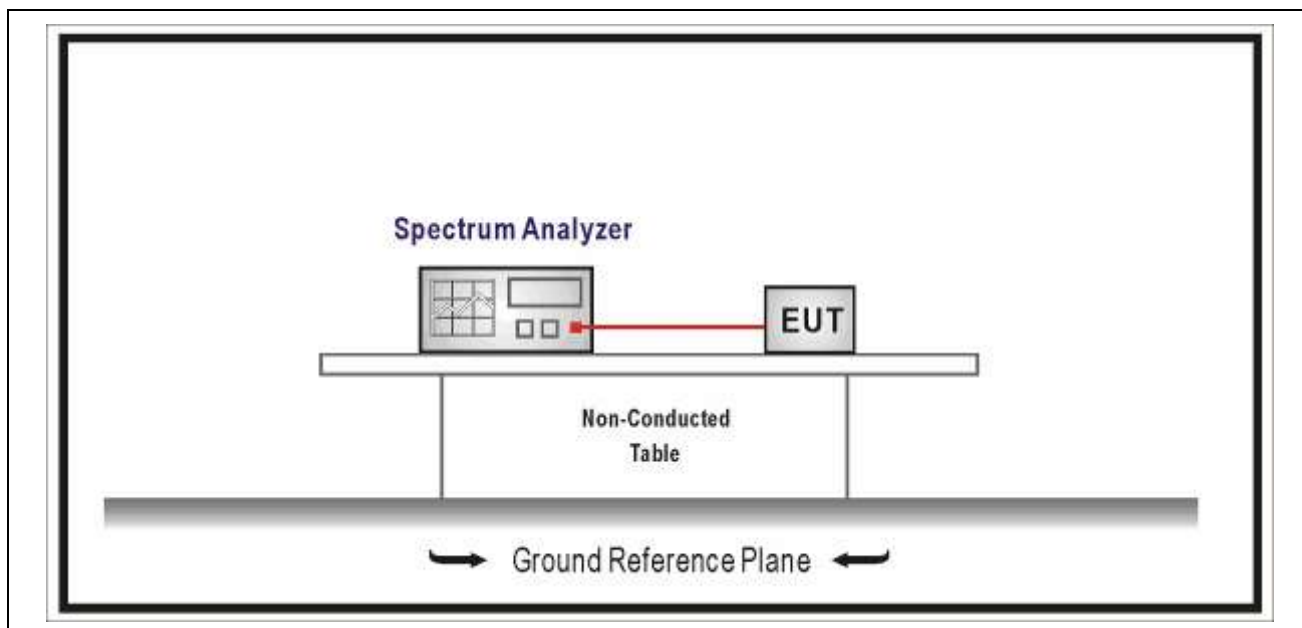 Spectrum Analyzer
EUT
Non-Conducted
Table
Ground Reference Plane